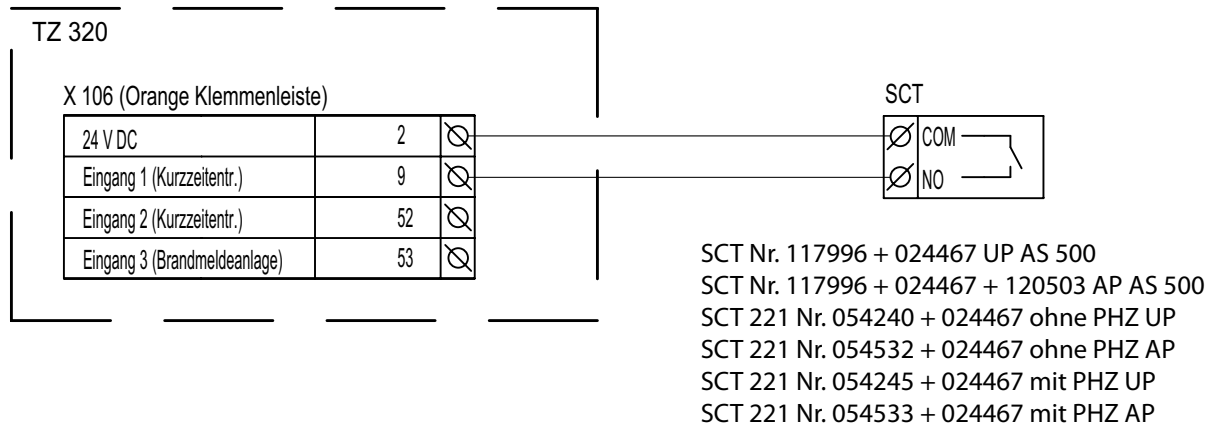 TZ 320
X 106 (Orange Klemmenleiste)
24 V DC 2
Eingang 1 (Kurzzeitentr.) 9
Eingang 2 (Kurzzeitentr.) 52
Eingang 3 (Brandmeldeanlage) 53
SCT
COM
NO
SCT Nr. 117996 + 024467 UP AS 500
SCT Nr. 117996 + 024467 + 120503 AP AS 500
SCT 221 Nr. 054240 + 024467 ohne PHZ UP
SCT 221 Nr. 054532 + 024467 ohne PHZ AP
SCT 221 Nr. 054245 + 024467 mit PHZ UP
SCT 221 Nr. 054533 + 024467 mit PHZ AP